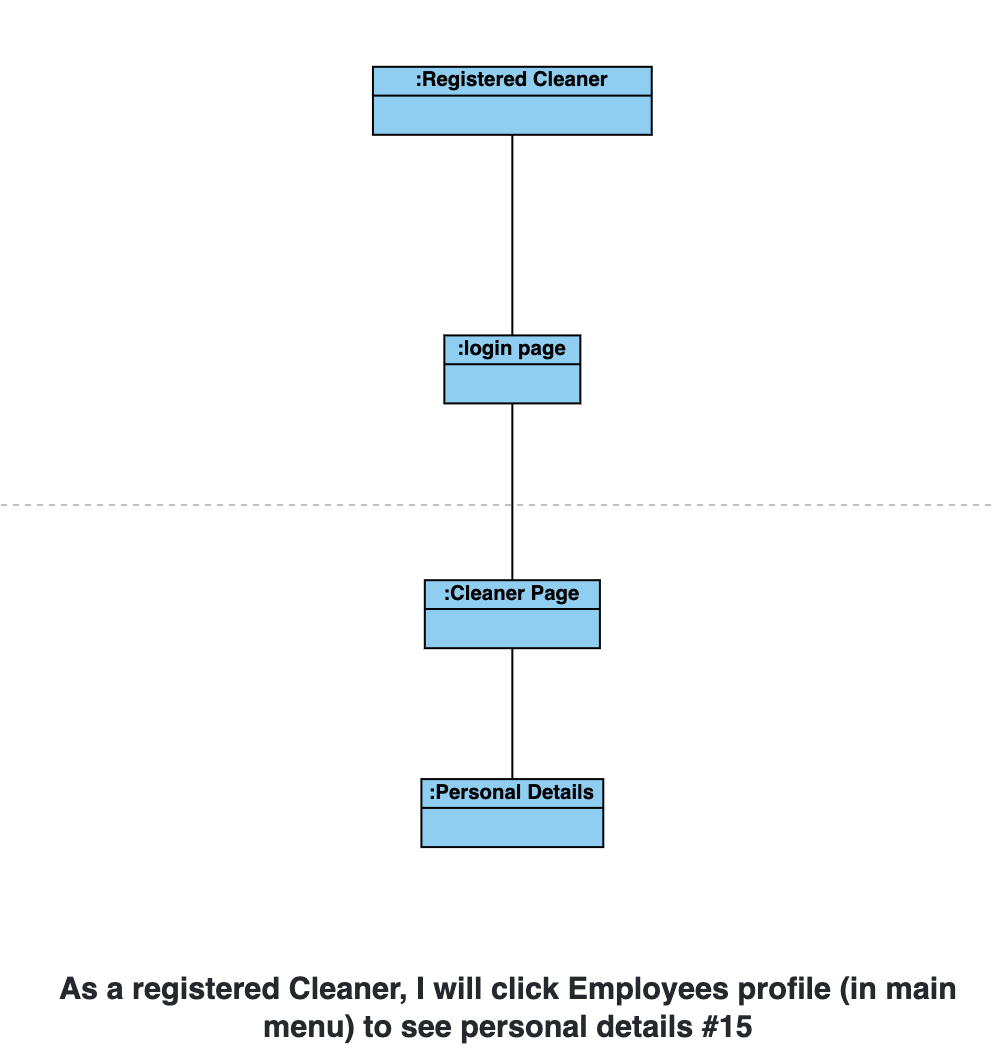 :Registered Cleaner
:login page
:Cleaner Page
:Personal Details
As a registered Cleaner, I will click Employees profile (in main
menu) to see personal details #15